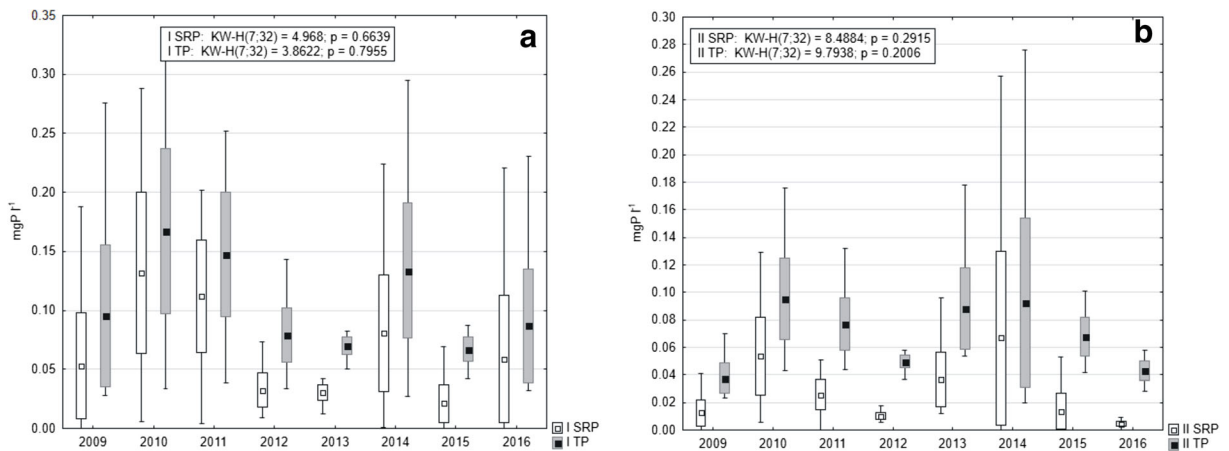 a
I SRP: KW-H(7;32) = 4.968; p = 0.6639
I TP: KW-H(7;32) = 3.8622; p = 0.7955
mgP l⁻¹
0.35
0.30
0.25
0.20
0.15
0.10
0.05
0.00
2009 2010 2011 2012 2013 2014 2015 2016
I SRP
I TP
b
II SRP: KW-H(7;32) = 8.4884; p = 0.2915
II TP: KW-H(7;32) = 9.7938; p = 0.2006
mgP l⁻¹
0.30
0.28
0.26
0.24
0.22
0.20
0.18
0.16
0.14
0.12
0.10
0.08
0.06
0.04
0.02
0.00
2009 2010 2011 2012 2013 2014 2015 2016
II SRP
II TP